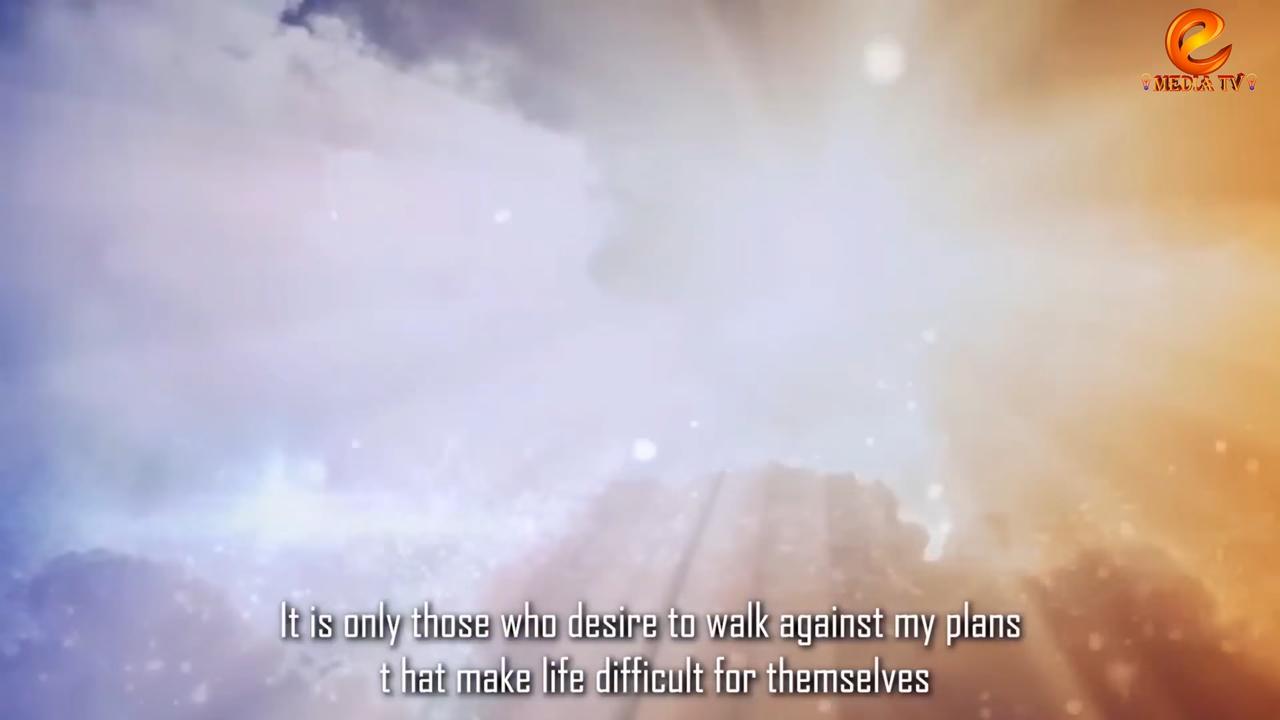 e
MEDIA TV
It is only those who desire to walk against my plans
t hat make life difficult for themselves